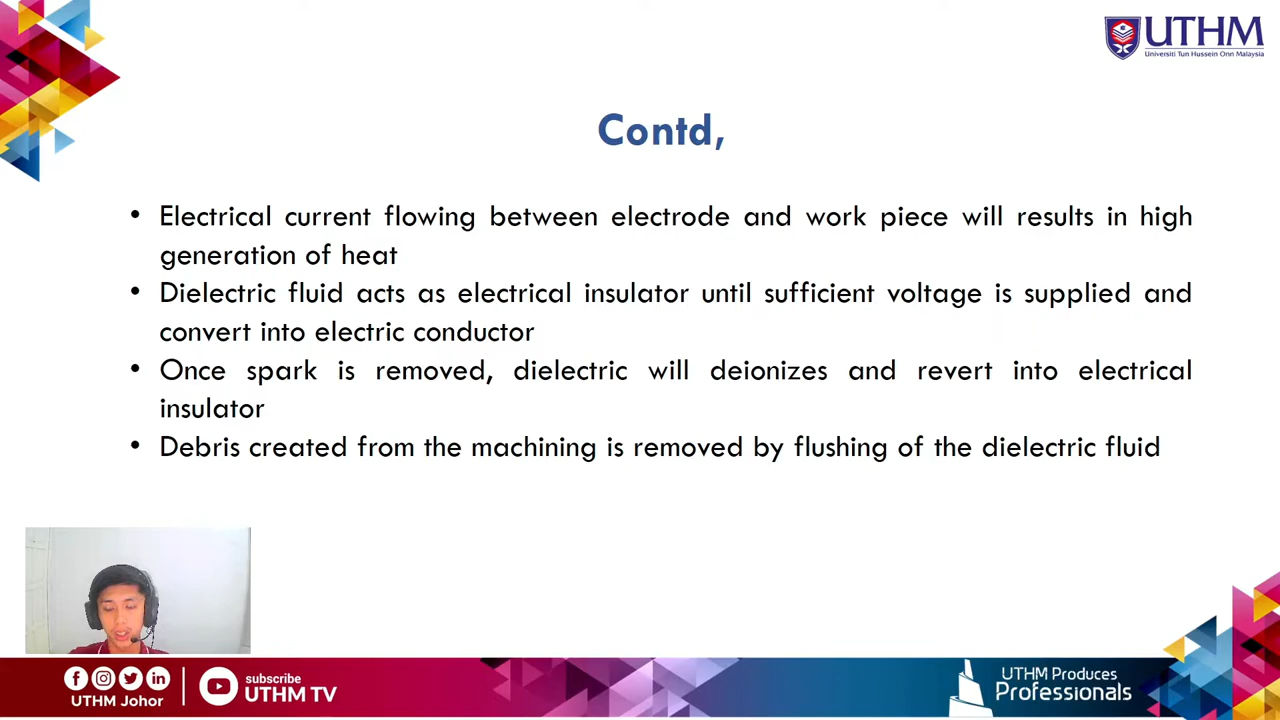 UTHM
Universiti Tun Hussein Onn Malaysia
Contd,
• Electrical current flowing between electrode and work piece will results in high
generation of heat
• Dielectric fluid acts as electrical insulator until sufficient voltage is supplied and
convert into electric conductor
• Once spark is removed, dielectric will deionizes and revert into electrical
insulator
• Debris created from the machining is removed by flushing of the dielectric fluid
UTHM Johor
subscribe
UTHM TV
UTHM Produces
Professionals